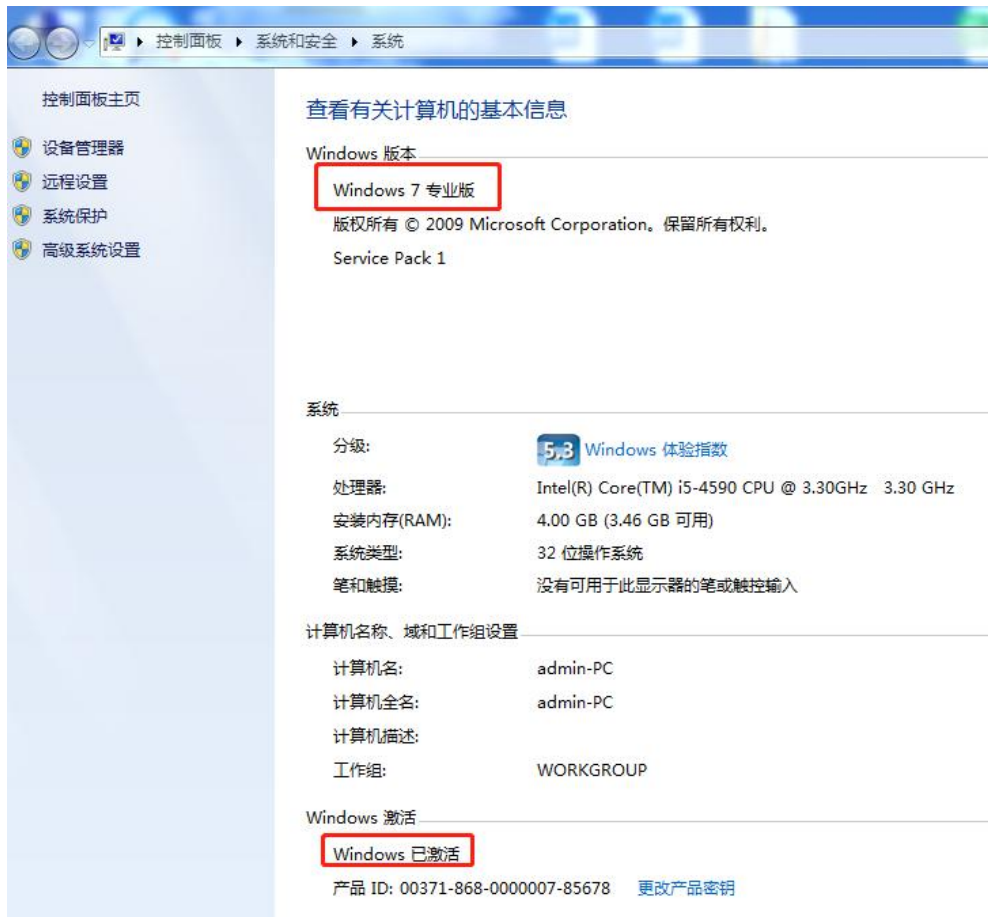 控制面板 系统和安全 系统
控制面板主页
设备管理器
远程设置
系统保护
高级系统设置
查看有关计算机的基本信息
Windows 版本
Windows 7 专业版
版权所有 © 2009 Microsoft Corporation。保留所有权利。
Service Pack 1
系统
分级: 5.3 Windows 体验指数
处理器: Intel(R) Core(TM) i5-4590 CPU @ 3.30GHz 3.30 GHz
安装内存(RAM): 4.00 GB (3.46 GB 可用)
系统类型: 32 位操作系统
笔和触摸: 没有可用于此显示器的笔或触控输入
计算机名称、域和工作组设置
计算机名: admin-PC
计算机全名: admin-PC
计算机描述:
工作组: WORKGROUP
Windows 激活
Windows 已激活
产品 ID: 00371-868-0000007-85678 更改产品密钥